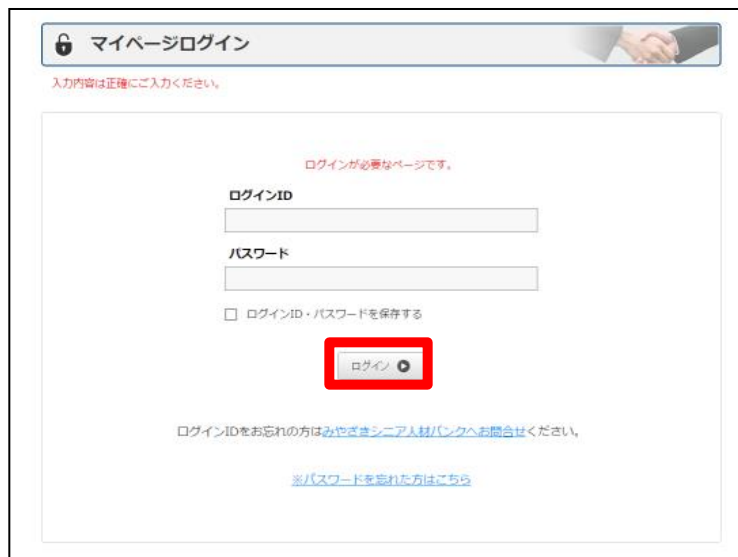 マイページログイン
入力内容は正確にご入力ください。
ログインが必要なページです。
ログインID
パスワード
ログインID・パスワードを保存する
ログイン
ログインIDをお忘れの方はみやざきシニア人材バンクへお問合せください。
※パスワードを忘れた方はこちら